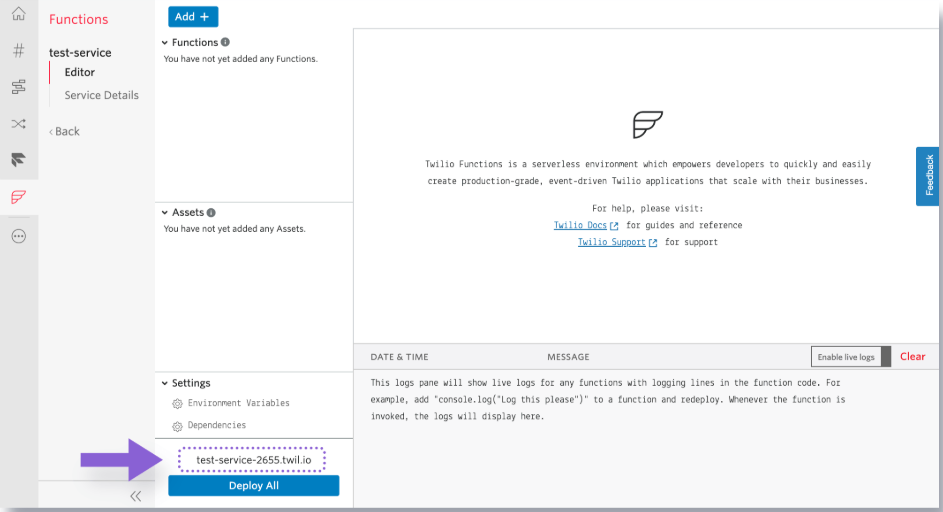 Functions
test-service
Editor
Service Details
Back
Add +
Functions
You have not yet added any Functions.
Assets
You have not yet added any Assets.
Settings
Environment Variables
Dependencies
test-service-2655.twil.io
Deploy All
Twilio Functions is a serverless environment which empowers developers to quickly and easily
create production-grade, event-driven Twilio applications that scale with their businesses.
For help, please visit:
Twilio Docs for guides and reference
Twilio Support for support
Feedback
DATE & TIME MESSAGE Enable live logs Clear
This logs pane will show live logs for any functions with logging lines in the function code. For
example, add "console.log("Log this please")" to a function and redeploy. Whenever the function is
invoked, the logs will display here.